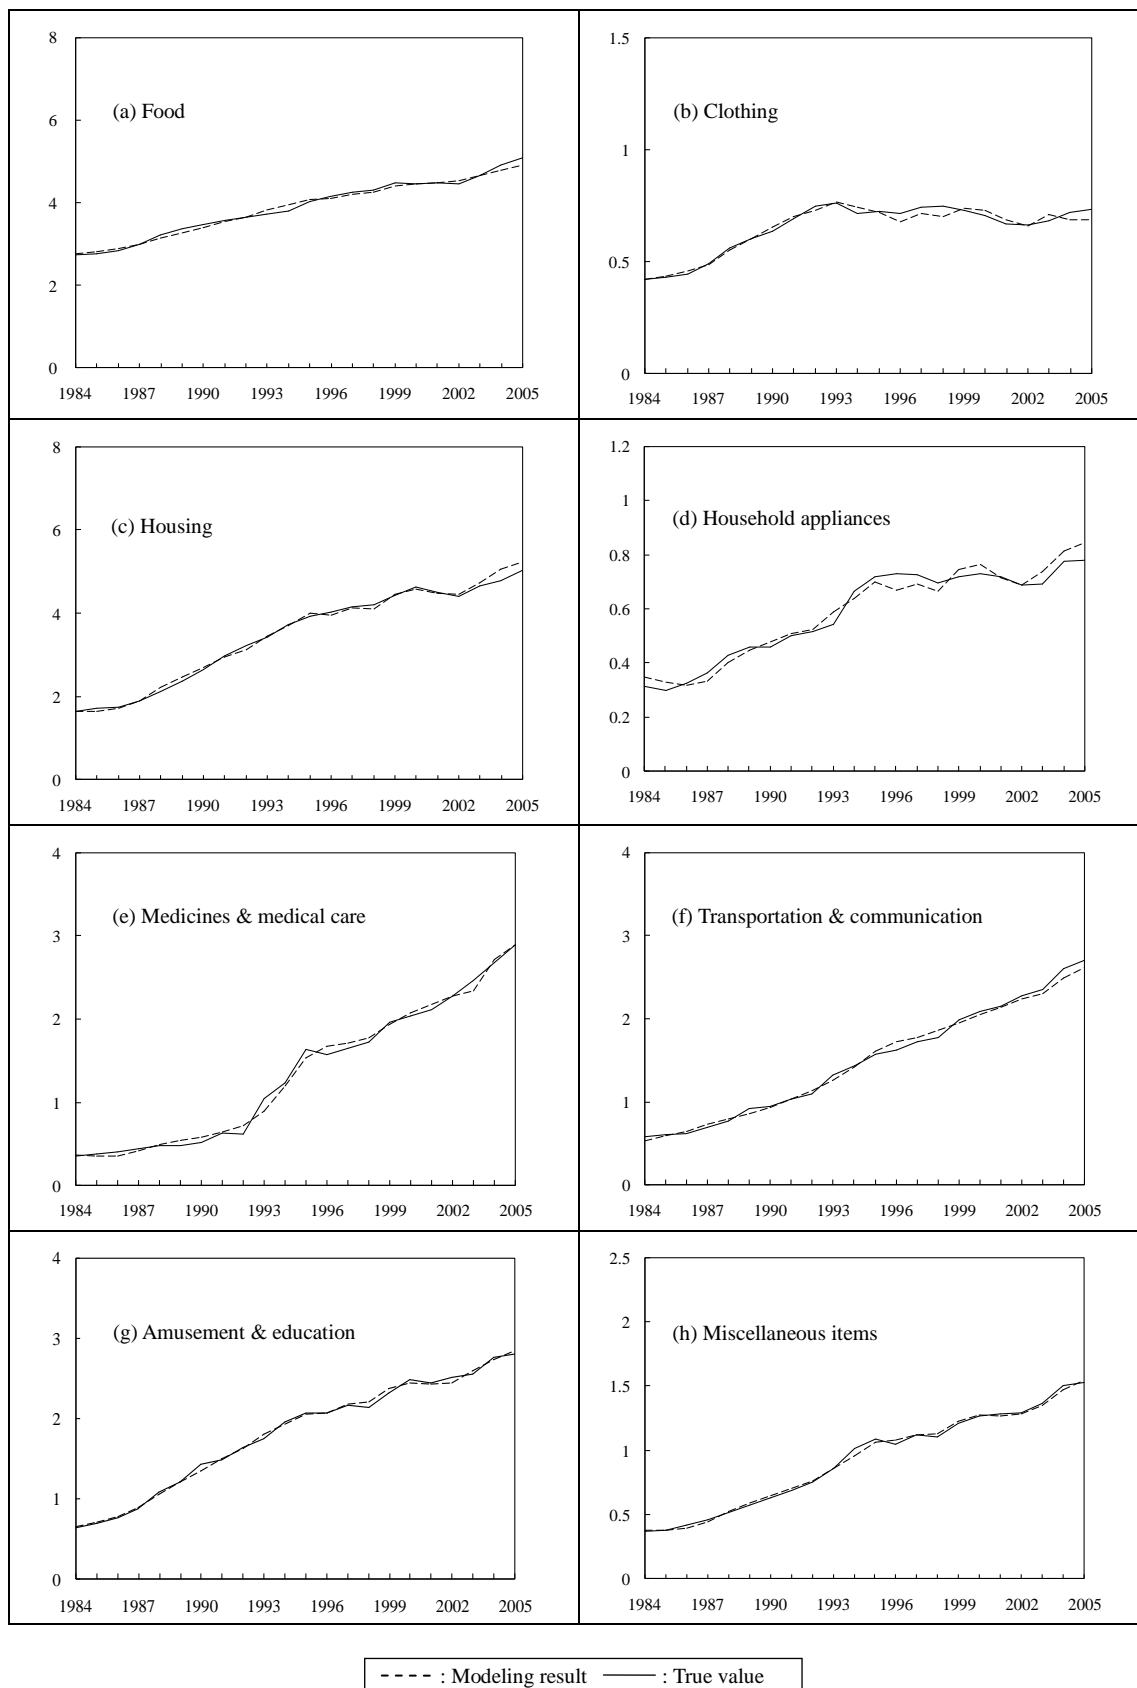 8
6
4
2
0
(a) Food
1984 1987 1990 1993 1996 1999 2002 2005
1.5
1
0.5
0
(b) Clothing
1984 1987 1990 1993 1996 1999 2002 2005
8
6
4
2
0
(c) Housing
1984 1987 1990 1993 1996 1999 2002 2005
1.2
1
0.8
0.6
0.4
0.2
0
(d) Household appliances
1984 1987 1990 1993 1996 1999 2002 2005
4
3
2
1
0
(e) Medicines & medical care
1984 1987 1990 1993 1996 1999 2002 2005
4
3
2
1
0
(f) Transportation & communication
1984 1987 1990 1993 1996 1999 2002 2005
4
3
2
1
0
(g) Amusement & education
1984 1987 1990 1993 1996 1999 2002 2005
2.5
2
1.5
1
0.5
0
(h) Miscellaneous items
1984 1987 1990 1993 1996 1999 2002 2005
: Modeling result : True value